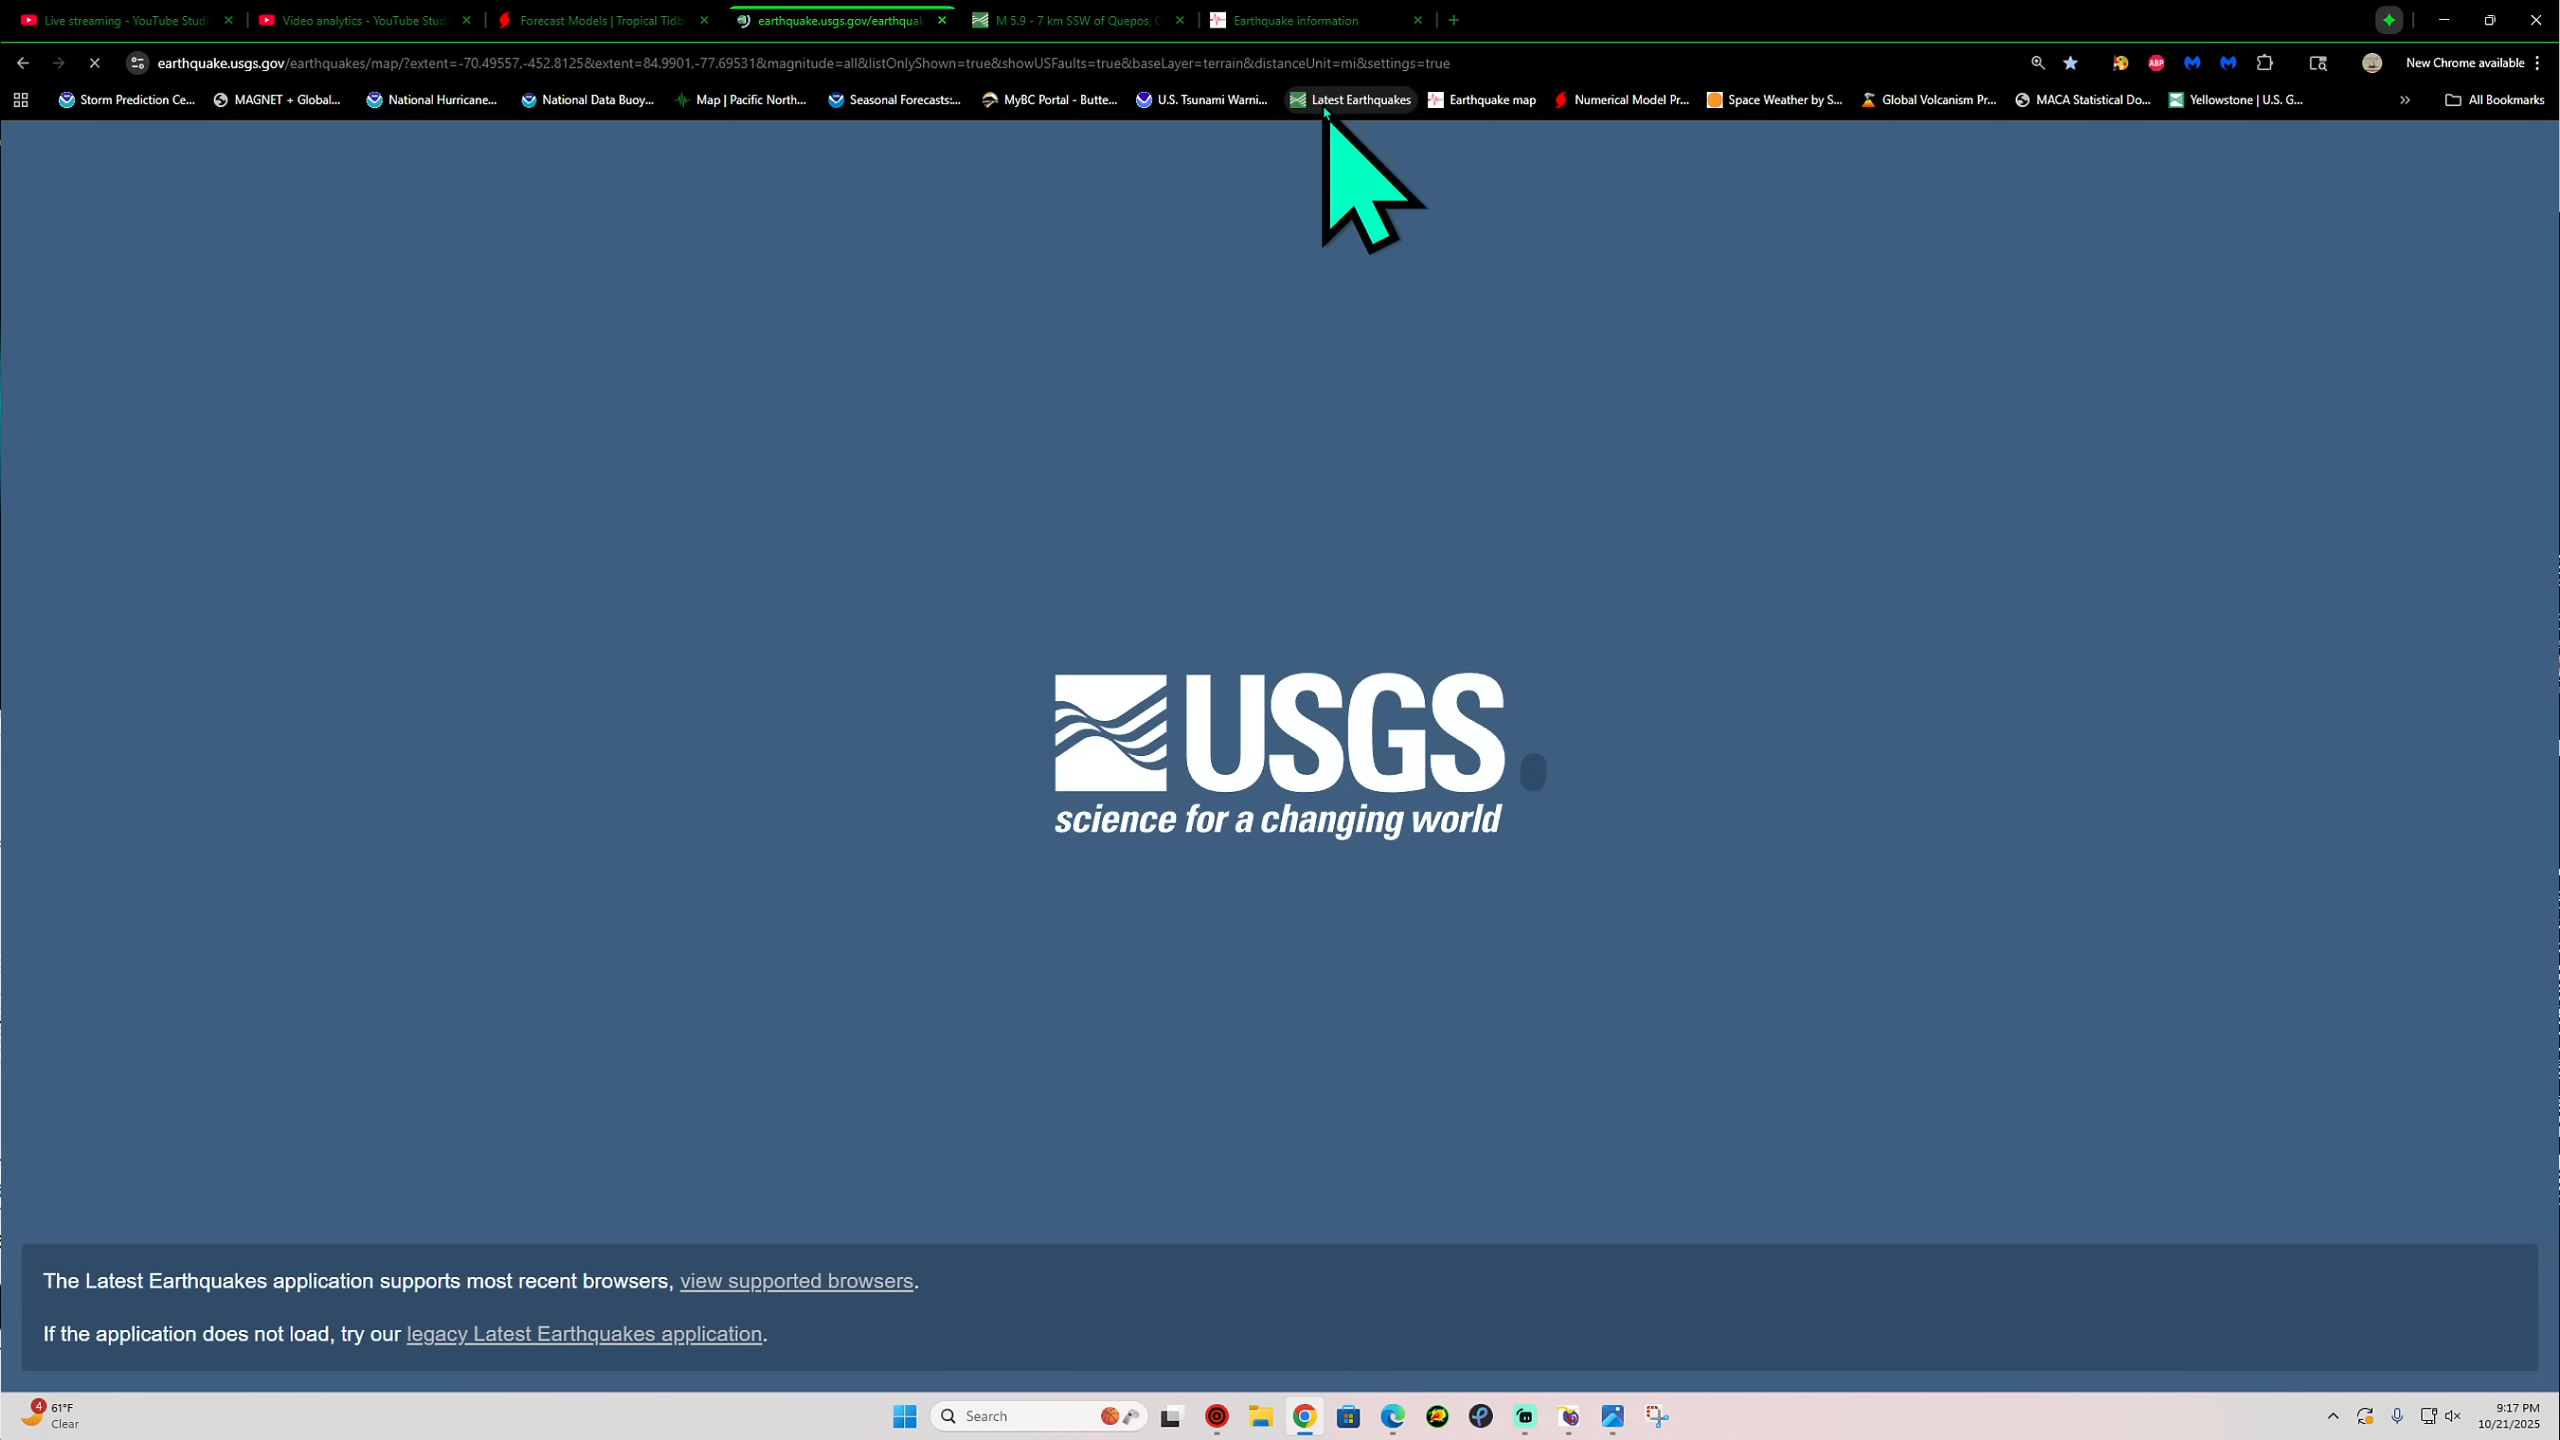 Live streaming - YouTube Studi
Video analytics - YouTube Stud
Forecast Models | Tropical Tidb
earthquake.usgs.gov/earthquak
M 5.9 - 7 km SSW of Quepos, C
Earthquake information
earthquake.usgs.gov/earthquakes/map/?extent=-70.49557,-452.8125&extent=84.9901,-77.69531&magnitude=all&listOnlyShown=true&showUSFaults=true&baseLayer=terrain&distanceUnit=mi&settings=true
ABP
New Chrome available
Storm Prediction Ce...
MAGNET + Global...
National Hurricane...
National Data Buoy...
Map | Pacific North...
Seasonal Forecasts:...
MyBC Portal - Butte...
U.S. Tsunami Warni...
Latest Earthquakes
Earthquake map
Numerical Model Pr...
Space Weather by S...
Global Volcanism Pr...
MACA Statistical Do...
Yellowstone | U.S. G...
All Bookmarks
USGS
science for a changing world
The Latest Earthquakes application supports most recent browsers, view supported browsers.
If the application does not load, try our legacy Latest Earthquakes application.
4
61°F
Clear
Search
9:17 PM
10/21/2025